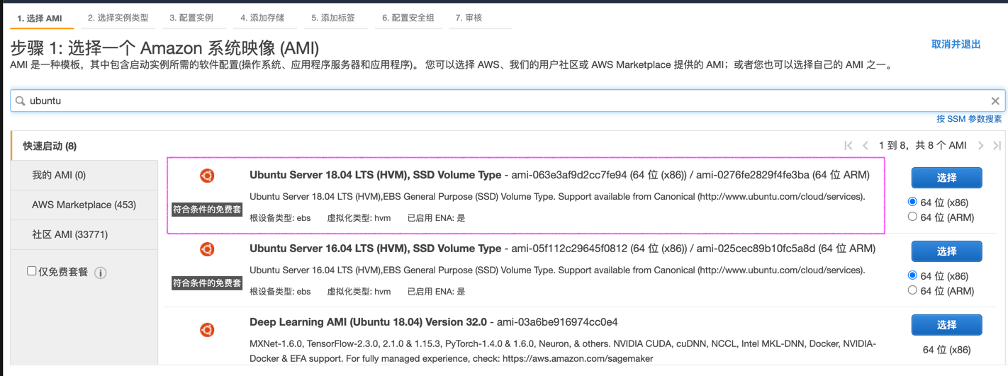 1. 选择 AMI
2. 选择实例类型
3. 配置实例
4. 添加存储
5. 添加标签
6. 配置安全组
7. 审核
步骤 1: 选择一个 Amazon 系统映像 (AMI)
取消并退出
AMI 是一种模板，其中包含启动实例所需的软件配置(操作系统、应用程序服务器和应用程序)。 您可以选择 AWS、我们的用户社区或 AWS Marketplace 提供的 AMI；或者您也可以选择自己的 AMI 之一。
ubuntu
按 SSM 参数搜素
快速启动 (8)
1 到 8，共 8 个 AMI
我的 AMI (0)
AWS Marketplace (453)
社区 AMI (33771)
仅免费套餐
Ubuntu Server 18.04 LTS (HVM), SSD Volume Type - ami-063e3af9d2cc7fe94 (64 位 (x86)) / ami-0276fe2829f4fe3ba (64 位 ARM)
符合条件的免费套
Ubuntu Server 18.04 LTS (HVM),EBS General Purpose (SSD) Volume Type. Support available from Canonical (http://www.ubuntu.com/cloud/services).
根设备类型: ebs 虚拟化类型: hvm 已启用 ENA: 是
选择
64 位 (x86)
64 位 (ARM)
Ubuntu Server 16.04 LTS (HVM), SSD Volume Type - ami-05f112c29645f0812 (64 位 (x86)) / ami-025cec89b10fc5a8d (64 位 ARM)
符合条件的免费套
Ubuntu Server 16.04 LTS (HVM),EBS General Purpose (SSD) Volume Type. Support available from Canonical (http://www.ubuntu.com/cloud/services).
根设备类型: ebs 虚拟化类型: hvm 已启用 ENA: 是
选择
64 位 (x86)
64 位 (ARM)
Deep Learning AMI (Ubuntu 18.04) Version 32.0 - ami-03a6be916974cc0e4
MXNet-1.6.0, TensorFlow-2.3.0, 2.1.0 & 1.15.3, PyTorch-1.4.0 & 1.6.0, Neuron, & others. NVIDIA CUDA, cuDNN, NCCL, Intel MKL-DNN, Docker, NVIDIA-
Docker & EFA support. For fully managed experience, check: https://aws.amazon.com/sagemaker
选择
64 位 (x86)